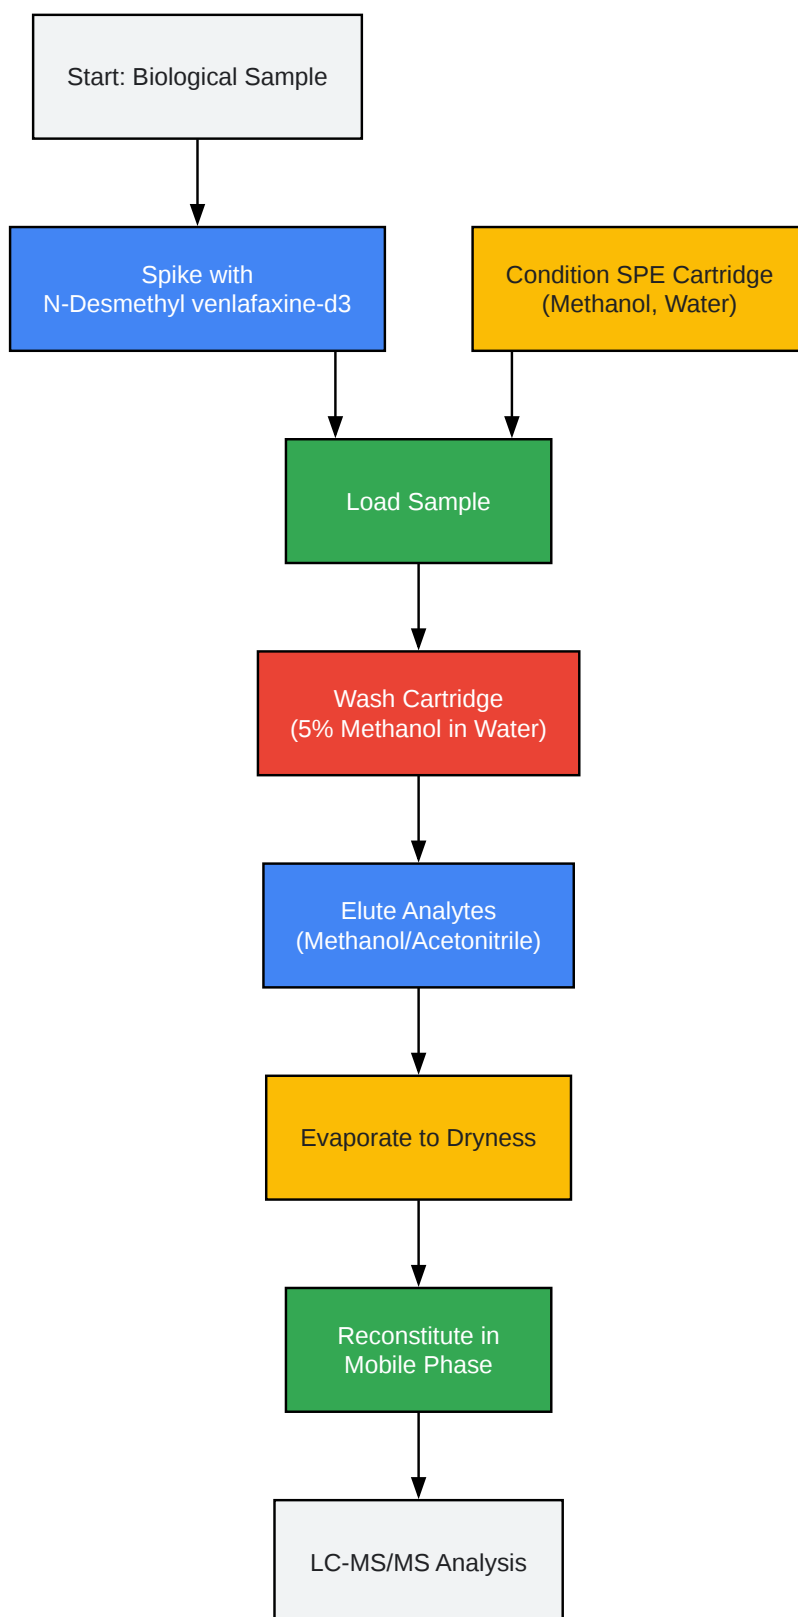 Start: Biological Sample
Spike with
N-Desmethyl venlafaxine-d3
Condition SPE Cartridge
(Methanol, Water)
Load Sample
Wash Cartridge
(5% Methanol in Water)
Elute Analytes
(Methanol/Acetonitrile)
Evaporate to Dryness
Reconstitute in
Mobile Phase
LC-MS/MS Analysis